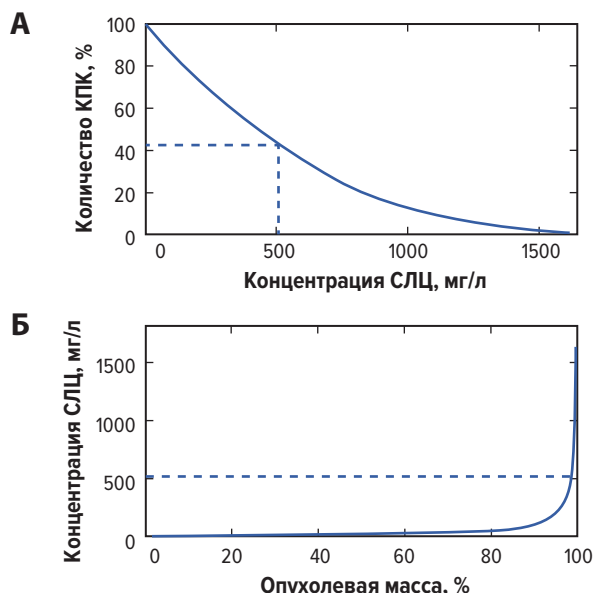 А
Количество КПК, %
100
80
60
40
20
0
0 500 1000 1500
Концентрация СЛЦ, мг/л
Б
Концентрация СЛЦ, мг/л
1500
1000
500
0
0 20 40 60 80 100
Опухолевая масса, %